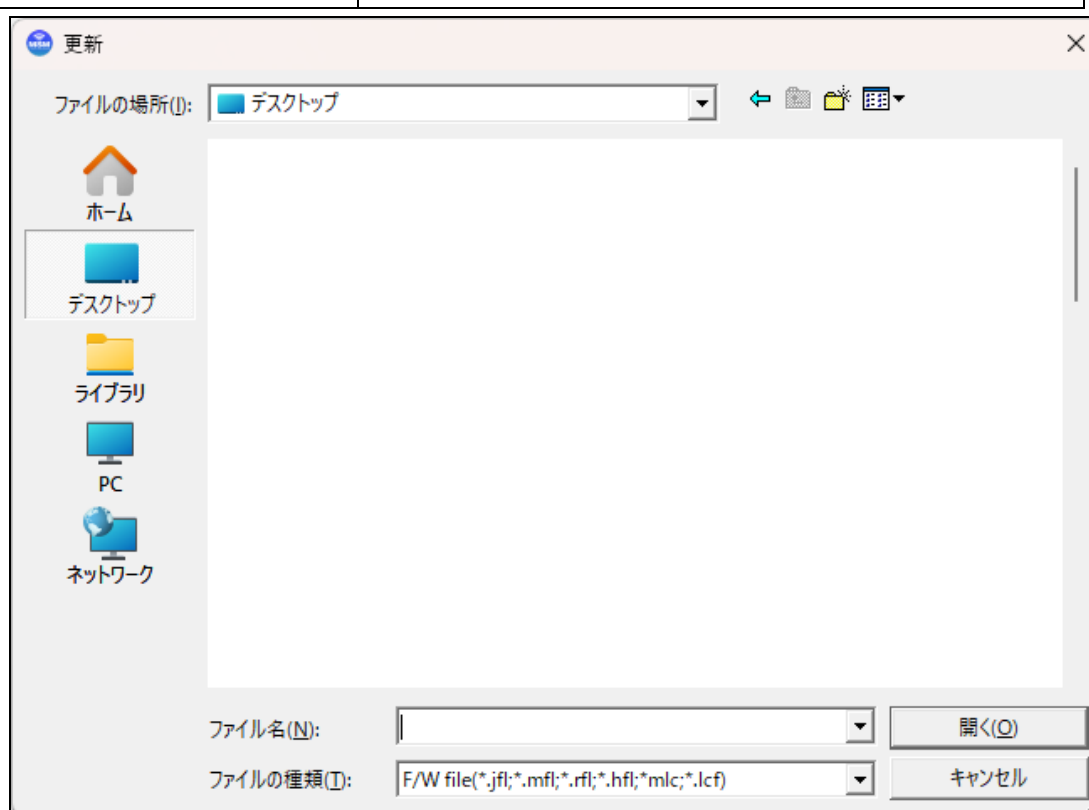 MSM 更新
ファイルの場所(I): デスクトップ
ホーム
デスクトップ
ライブラリ
PC
ネットワーク
ファイル名(N): 開く(O)
ファイルの種類(T): F/W file(*.jfl;*.mfl;*.rfl;*.hfl;*mlc;*.lcf) キャンセル